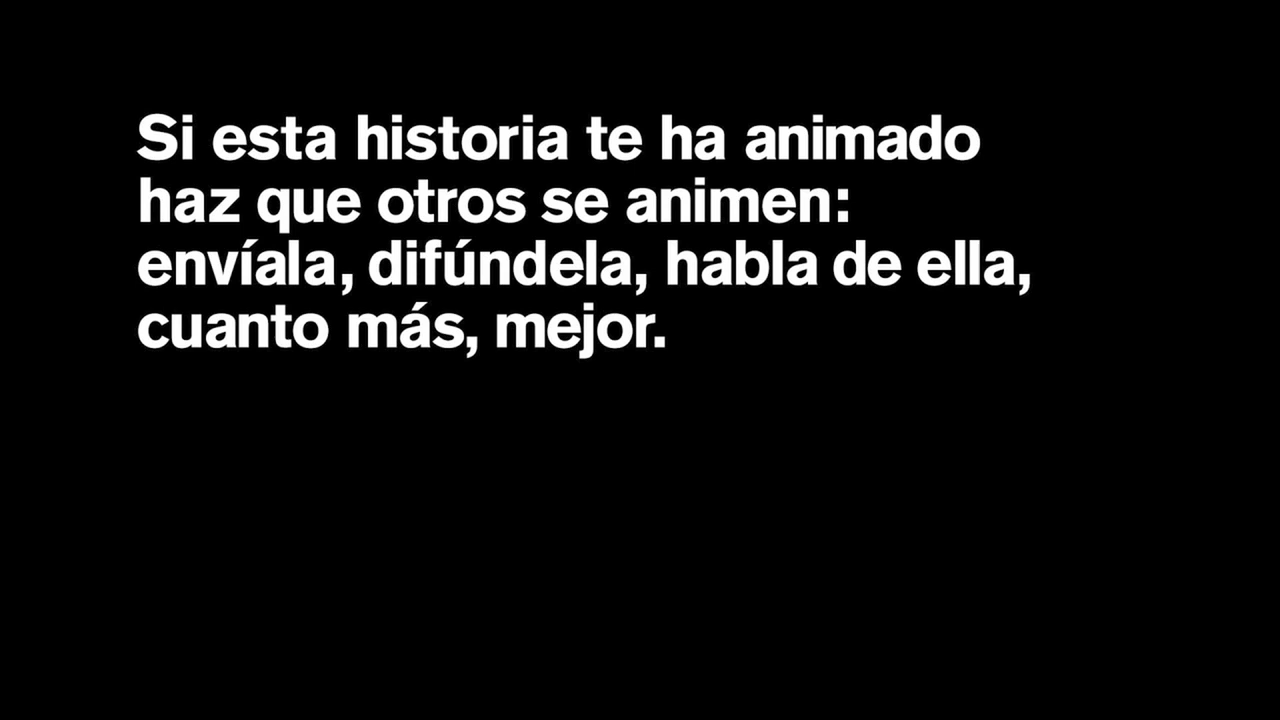 Si esta historia te ha animado
haz que otros se animen:
envíala, difúndela, habla de ella,
cuanto más, mejor.